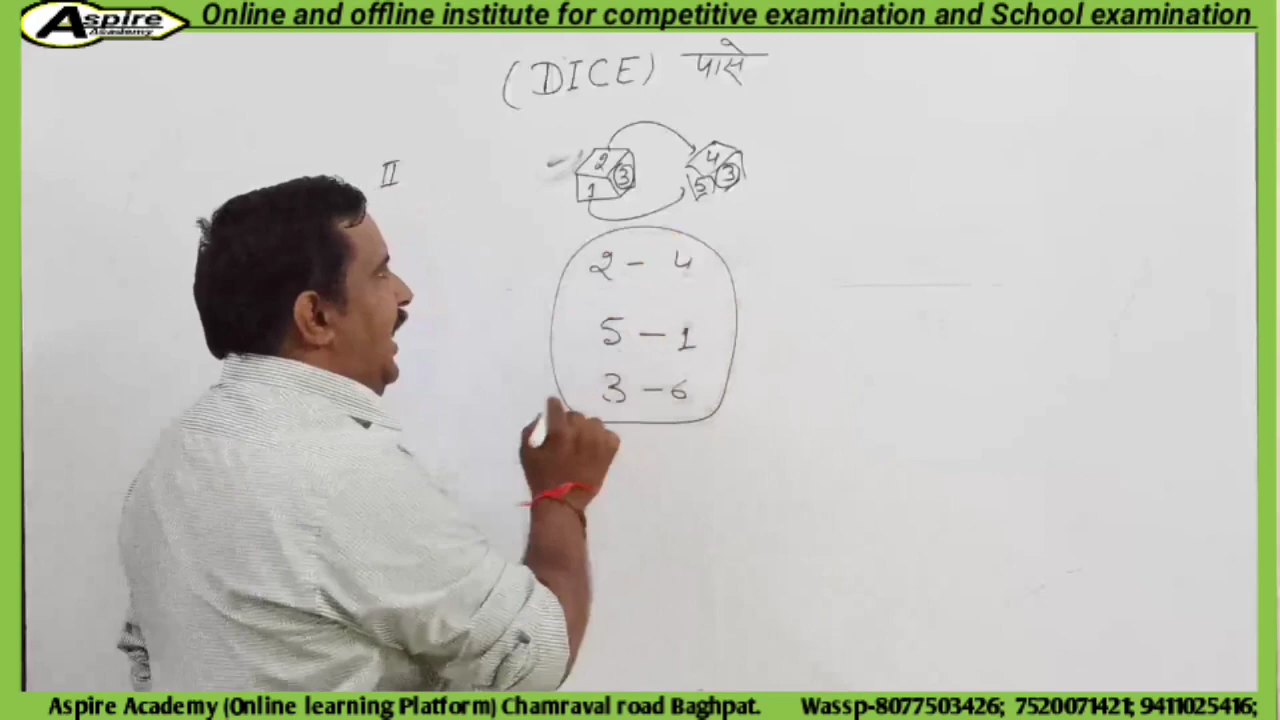 Aspire Academy
Online and offline institute for competitive examination and School examination
(DICE) पासे
II
2 3 1
4 3 5
2 - 4
5 - 1
3 - 6
Aspire Academy (Online learning Platform) Chamraval road Baghpat. Wassp-8077503426; 7520071421; 9411025416;